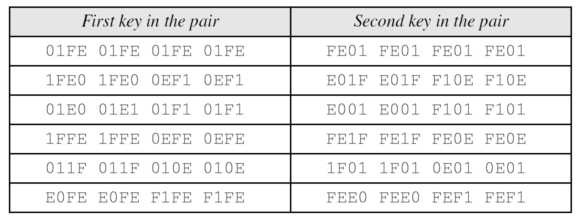 First key in the pair Second key in the pair
01FE 01FE 01FE 01FE FE01 FE01 FE01 FE01
1FE0 1FE0 0EF1 0EF1 E01F E01F F10E F10E
01E0 01E1 01F1 01F1 E001 E001 F101 F101
1FFE 1FFE 0EFE 0EFE FE1F FE1F FE0E FE0E
011F 011F 010E 010E 1F01 1F01 0E01 0E01
E0FE E0FE F1FE F1FE FEE0 FEE0 FEF1 FEF1